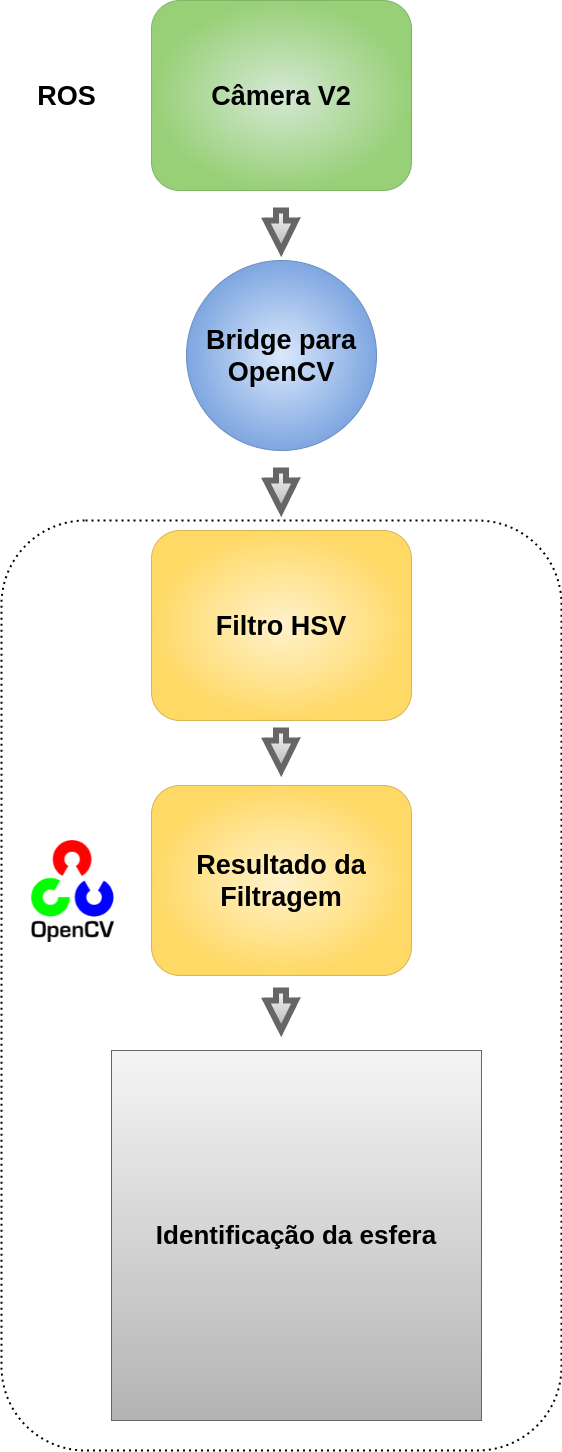 ROS
Câmera V2
Bridge para
OpenCV
Filtro HSV
Resultado da
Filtragem
OpenCV
Identificação da esfera